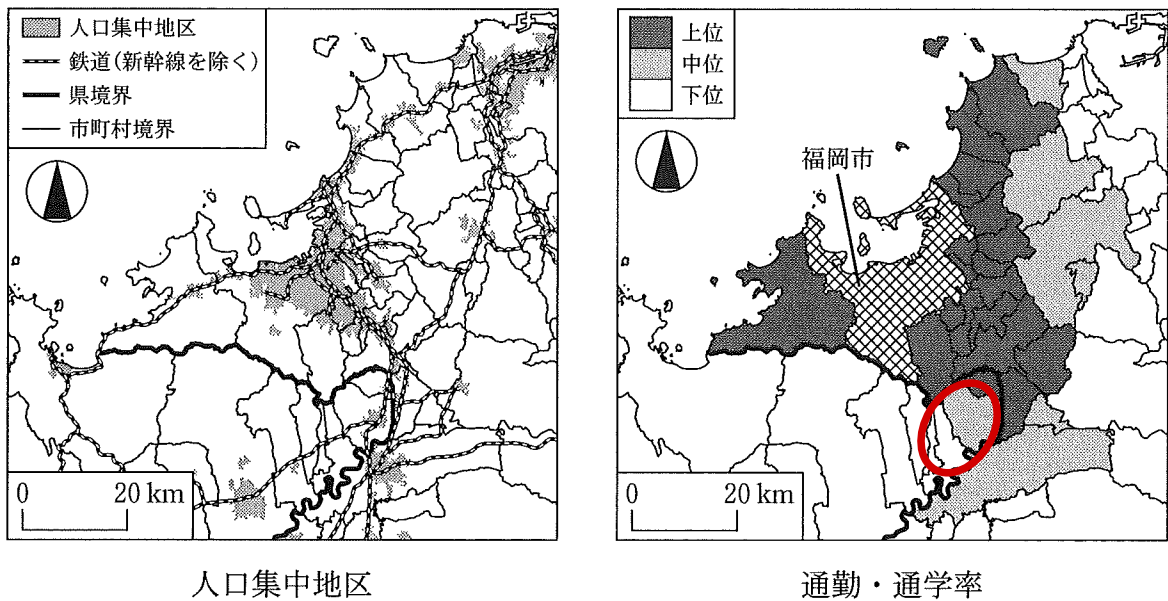 人口集中地区
鉄道(新幹線を除く)
県境界
市町村境界
0 20 km
人口集中地区
上位
中位
下位
福岡市
0 20 km
通勤・通学率